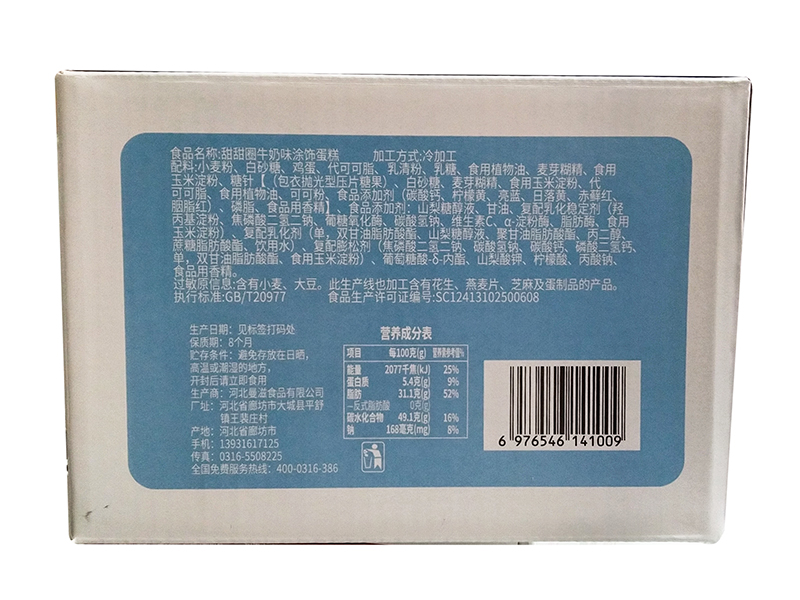 食品名称:甜甜圈牛奶味涂饰蛋糕 加工方式:冷加工
配料:小麦粉、白砂糖、鸡蛋、代可可脂、乳清粉、乳糖、食用植物油、麦芽糊精、食用
玉米淀粉、糖针【（包衣抛光型压片糖果）、白砂糖、麦芽糊精、食用玉米淀粉、代
可可脂、食用植物油、可可粉、食品添加剂（碳酸钙、柠檬黄、亮蓝、日落黄、赤藓红、
胭脂红）、磷脂、食品用香精】、食品添加剂：山梨糖醇液、甘油、复配乳化稳定剂（羟
丙基淀粉、焦磷酸二氢二钠、葡糖氧化酶、碳酸氢钠、维生素C、α-淀粉酶、脂肪酶、食用
玉米淀粉）、复配乳化剂（单，双甘油脂肪酸酯、山梨糖醇液、聚甘油脂肪酸酯、丙二醇、
蔗糖脂肪酸酯、饮用水）、复配膨松剂（焦磷酸二氢二钠、碳酸氢钠、碳酸钙、磷酸二氢钙、
单，双甘油脂肪酸酯、食用玉米淀粉）、葡萄糖酸-δ-内酯、山梨酸钾、柠檬酸、丙酸钠、
食品用香精。
过敏原信息:含有小麦、大豆。此生产线也加工含有花生、燕麦片、芝麻及蛋制品的产品。
执行标准:GB/T20977 食品生产许可证编号:SC12413102500608
生产日期：见标签打码处
保质期：8个月
贮存条件：避免存放在日晒，
高温或潮湿的地方，
开封后请立即食用
生产商：河北曼滋食品有限公司
厂址：河北省廊坊市大城县平舒
镇王裴庄村
产地：河北省廊坊市
手机：13931617125
传真：0316-5508225
全国免费服务热线：400-0316-386
营养成分表
项目 每100克(g) 营养素参考值%
能量 2077千焦(kJ) 25%
蛋白质 5.4克(g) 9%
脂肪 31.1克(g) 52%
—反式脂肪酸 0克(g)
碳水化合物 49.1克(g) 16%
钠 168毫克(mg) 8%
6 976546 141009